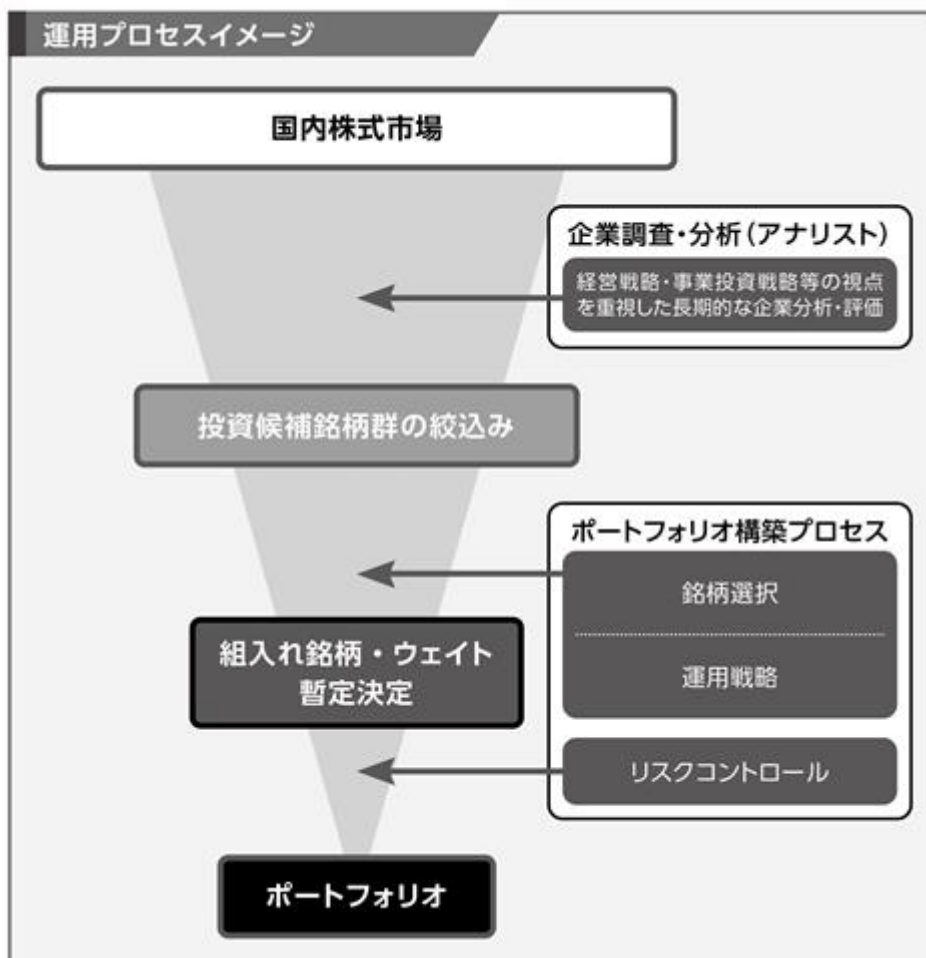 運用プロセスイメージ
国内株式市場
企業調査・分析(アナリスト)
経営戦略・事業投資戦略等の視点
を重視した長期的な企業分析・評価
投資候補銘柄群の絞込み
ポートフォリオ構築プロセス
銘柄選択
運用戦略
組入れ銘柄・ウェイト
暫定決定
リスクコントロール
ポートフォリオ